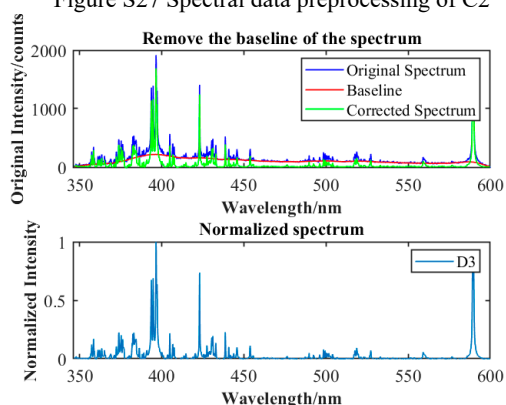 Figure S27 Spectral data preprocessing of C2
Remove the baseline of the spectrum
Original Intensity/counts
2000
1000
0
Original Spectrum
Baseline
Corrected Spectrum
350 400 450 500 550 600
Wavelength/nm
Normalized spectrum
Normalized Intensity
1
0.5
0
D3
350 400 450 500 550 600
Wavelength/nm